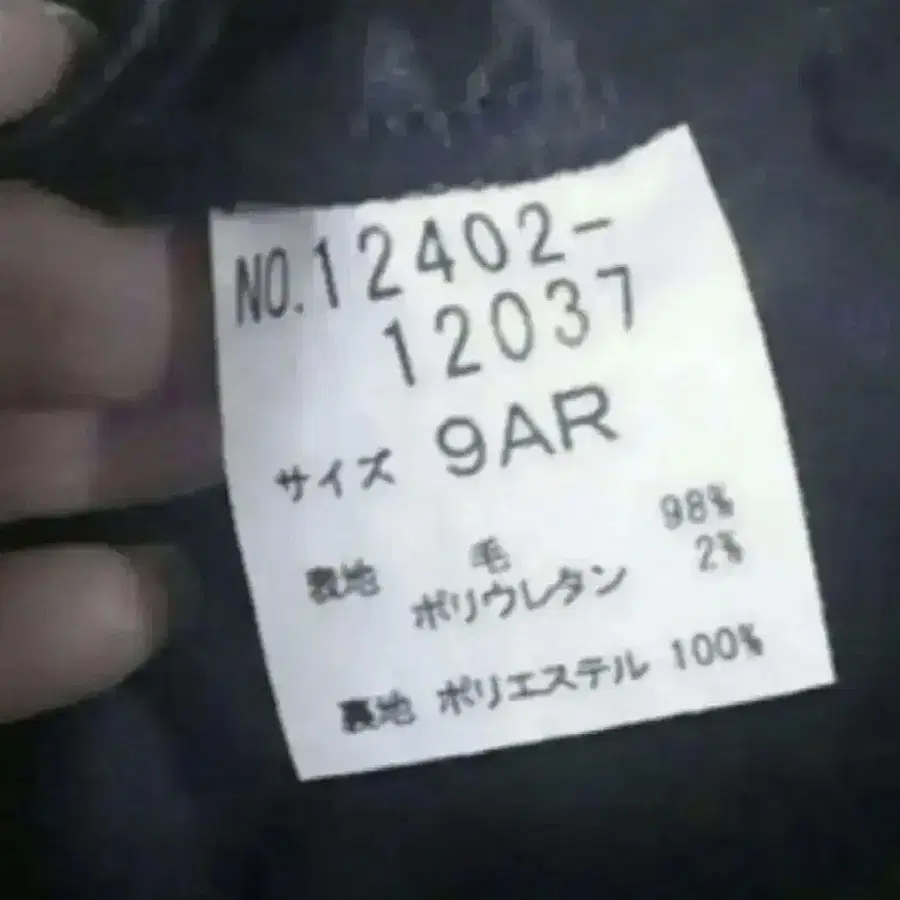 NO.12402-
12037
サイズ 9AR
表地 毛 98%
ポリウレタン 2%
裏地 ポリエステル 100%